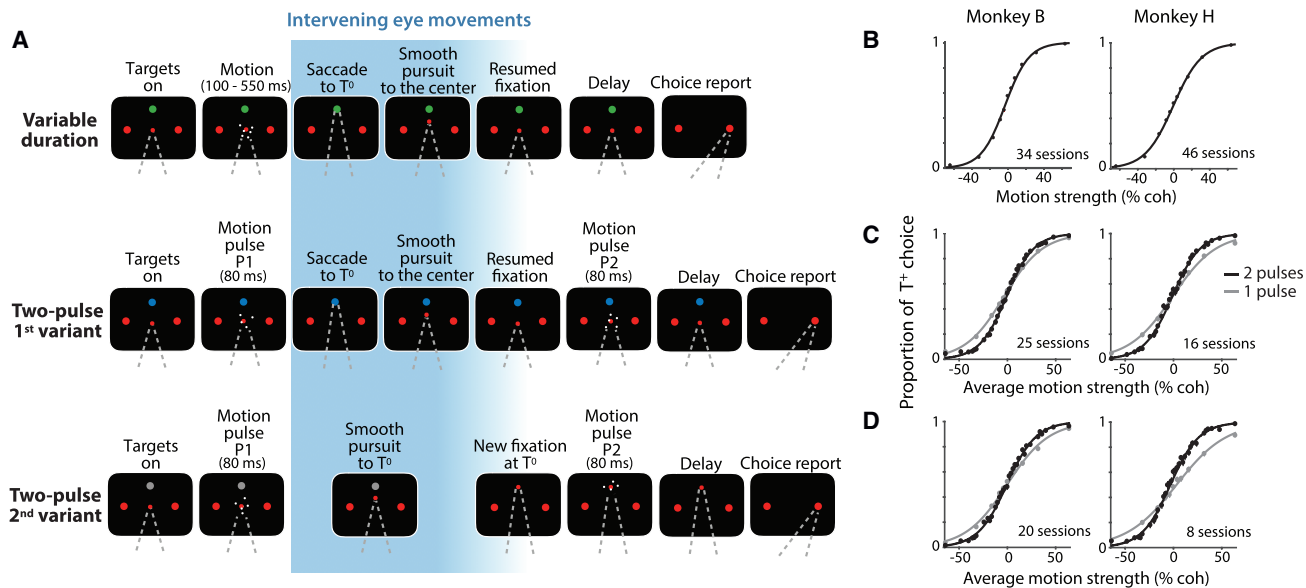 Intervening eye movements
A
Targets
on
Motion
(100 - 550 ms)
Saccade
to T⁰
Smooth
pursuit
to the center
Resumed
fixation
Delay
Choice report
Variable
duration
Targets
on
Motion
pulse
P1
(80 ms)
Saccade
to T⁰
Smooth
pursuit
to the center
Resumed
fixation
Motion
pulse
P2
(80 ms)
Delay
Choice report
Two-pulse
1st variant
Targets
on
Motion
pulse
P1
(80 ms)
Smooth
pursuit
to T⁰
New fixation
at T⁰
Motion
pulse
P2
(80 ms)
Delay
Choice report
Two-pulse
2nd variant
Monkey B
Monkey H
B
1
0
-40
0
40
34 sessions
1
0
-40
0
40
46 sessions
Motion strength (% coh)
Proportion of T⁺ choice
C
1
0
-50
0
50
25 sessions
1
0
-50
0
50
16 sessions
2 pulses
1 pulse
Average motion strength (% coh)
D
1
0
-50
0
50
20 sessions
1
0
-50
0
50
8 sessions
Average motion strength (% coh)